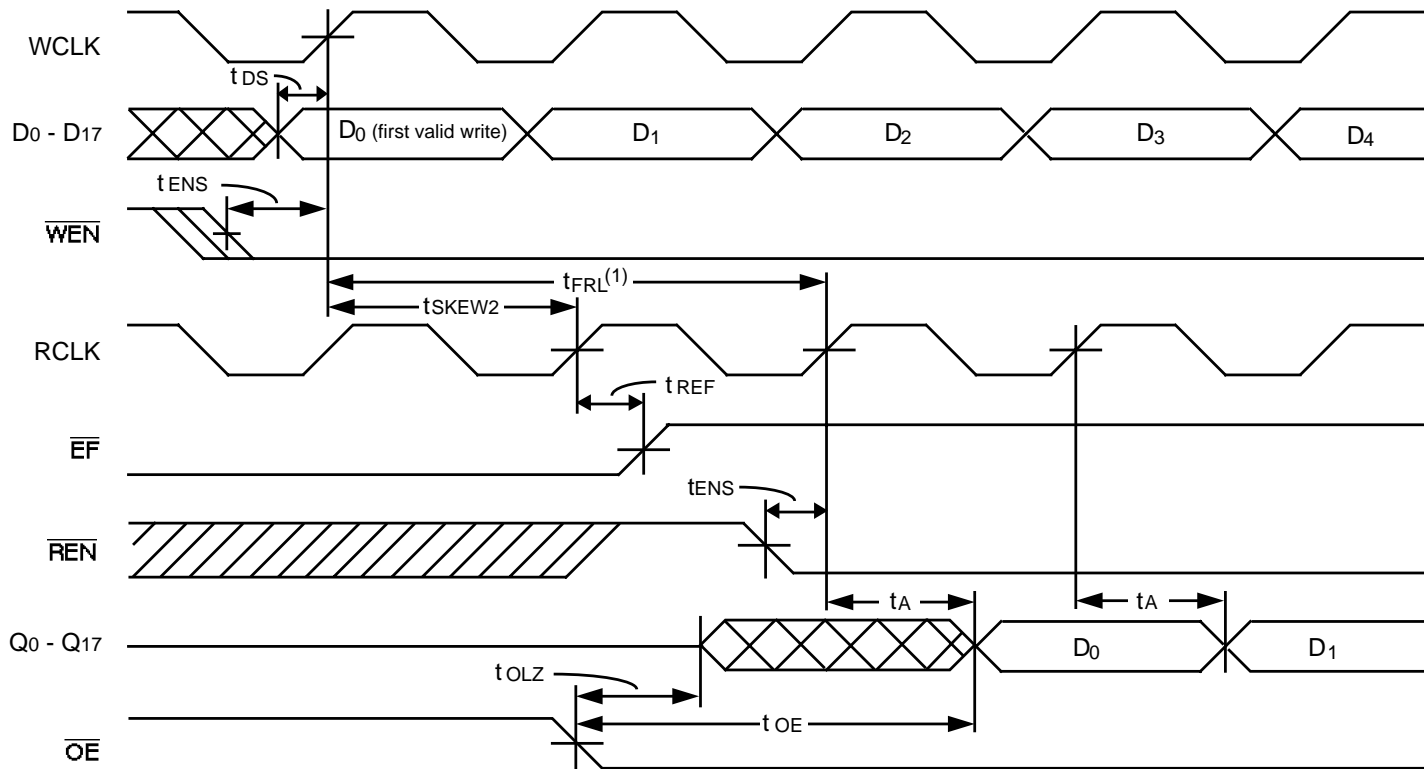 WCLK
tDS
D0 - D17
D0 (first valid write)
D1
D2
D3
D4
tENS
WEN
tFRL(1)
tSKEW2
RCLK
tREF
EF
tENS
REN
tA
tA
Q0 - Q17
D0
D1
tOLZ
tOE
OE